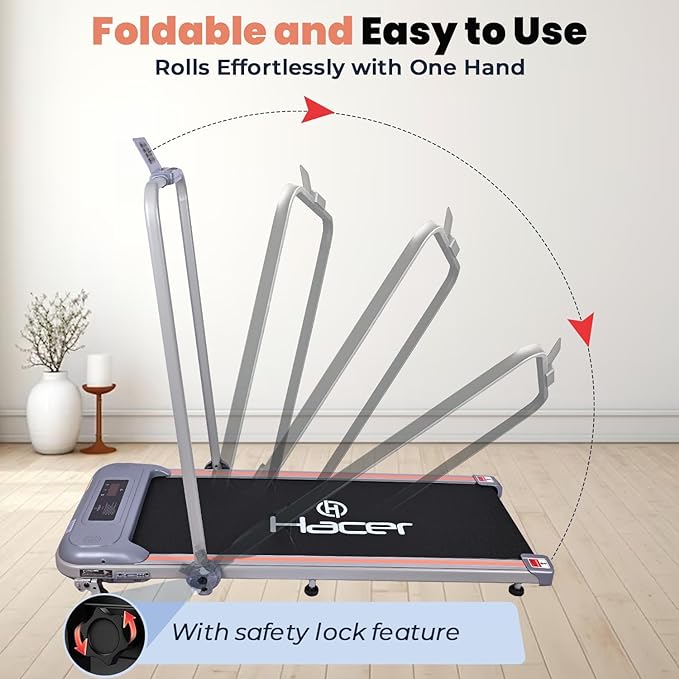 Foldable and Easy to Use
Rolls Effortlessly with One Hand
Hacer
With safety lock feature